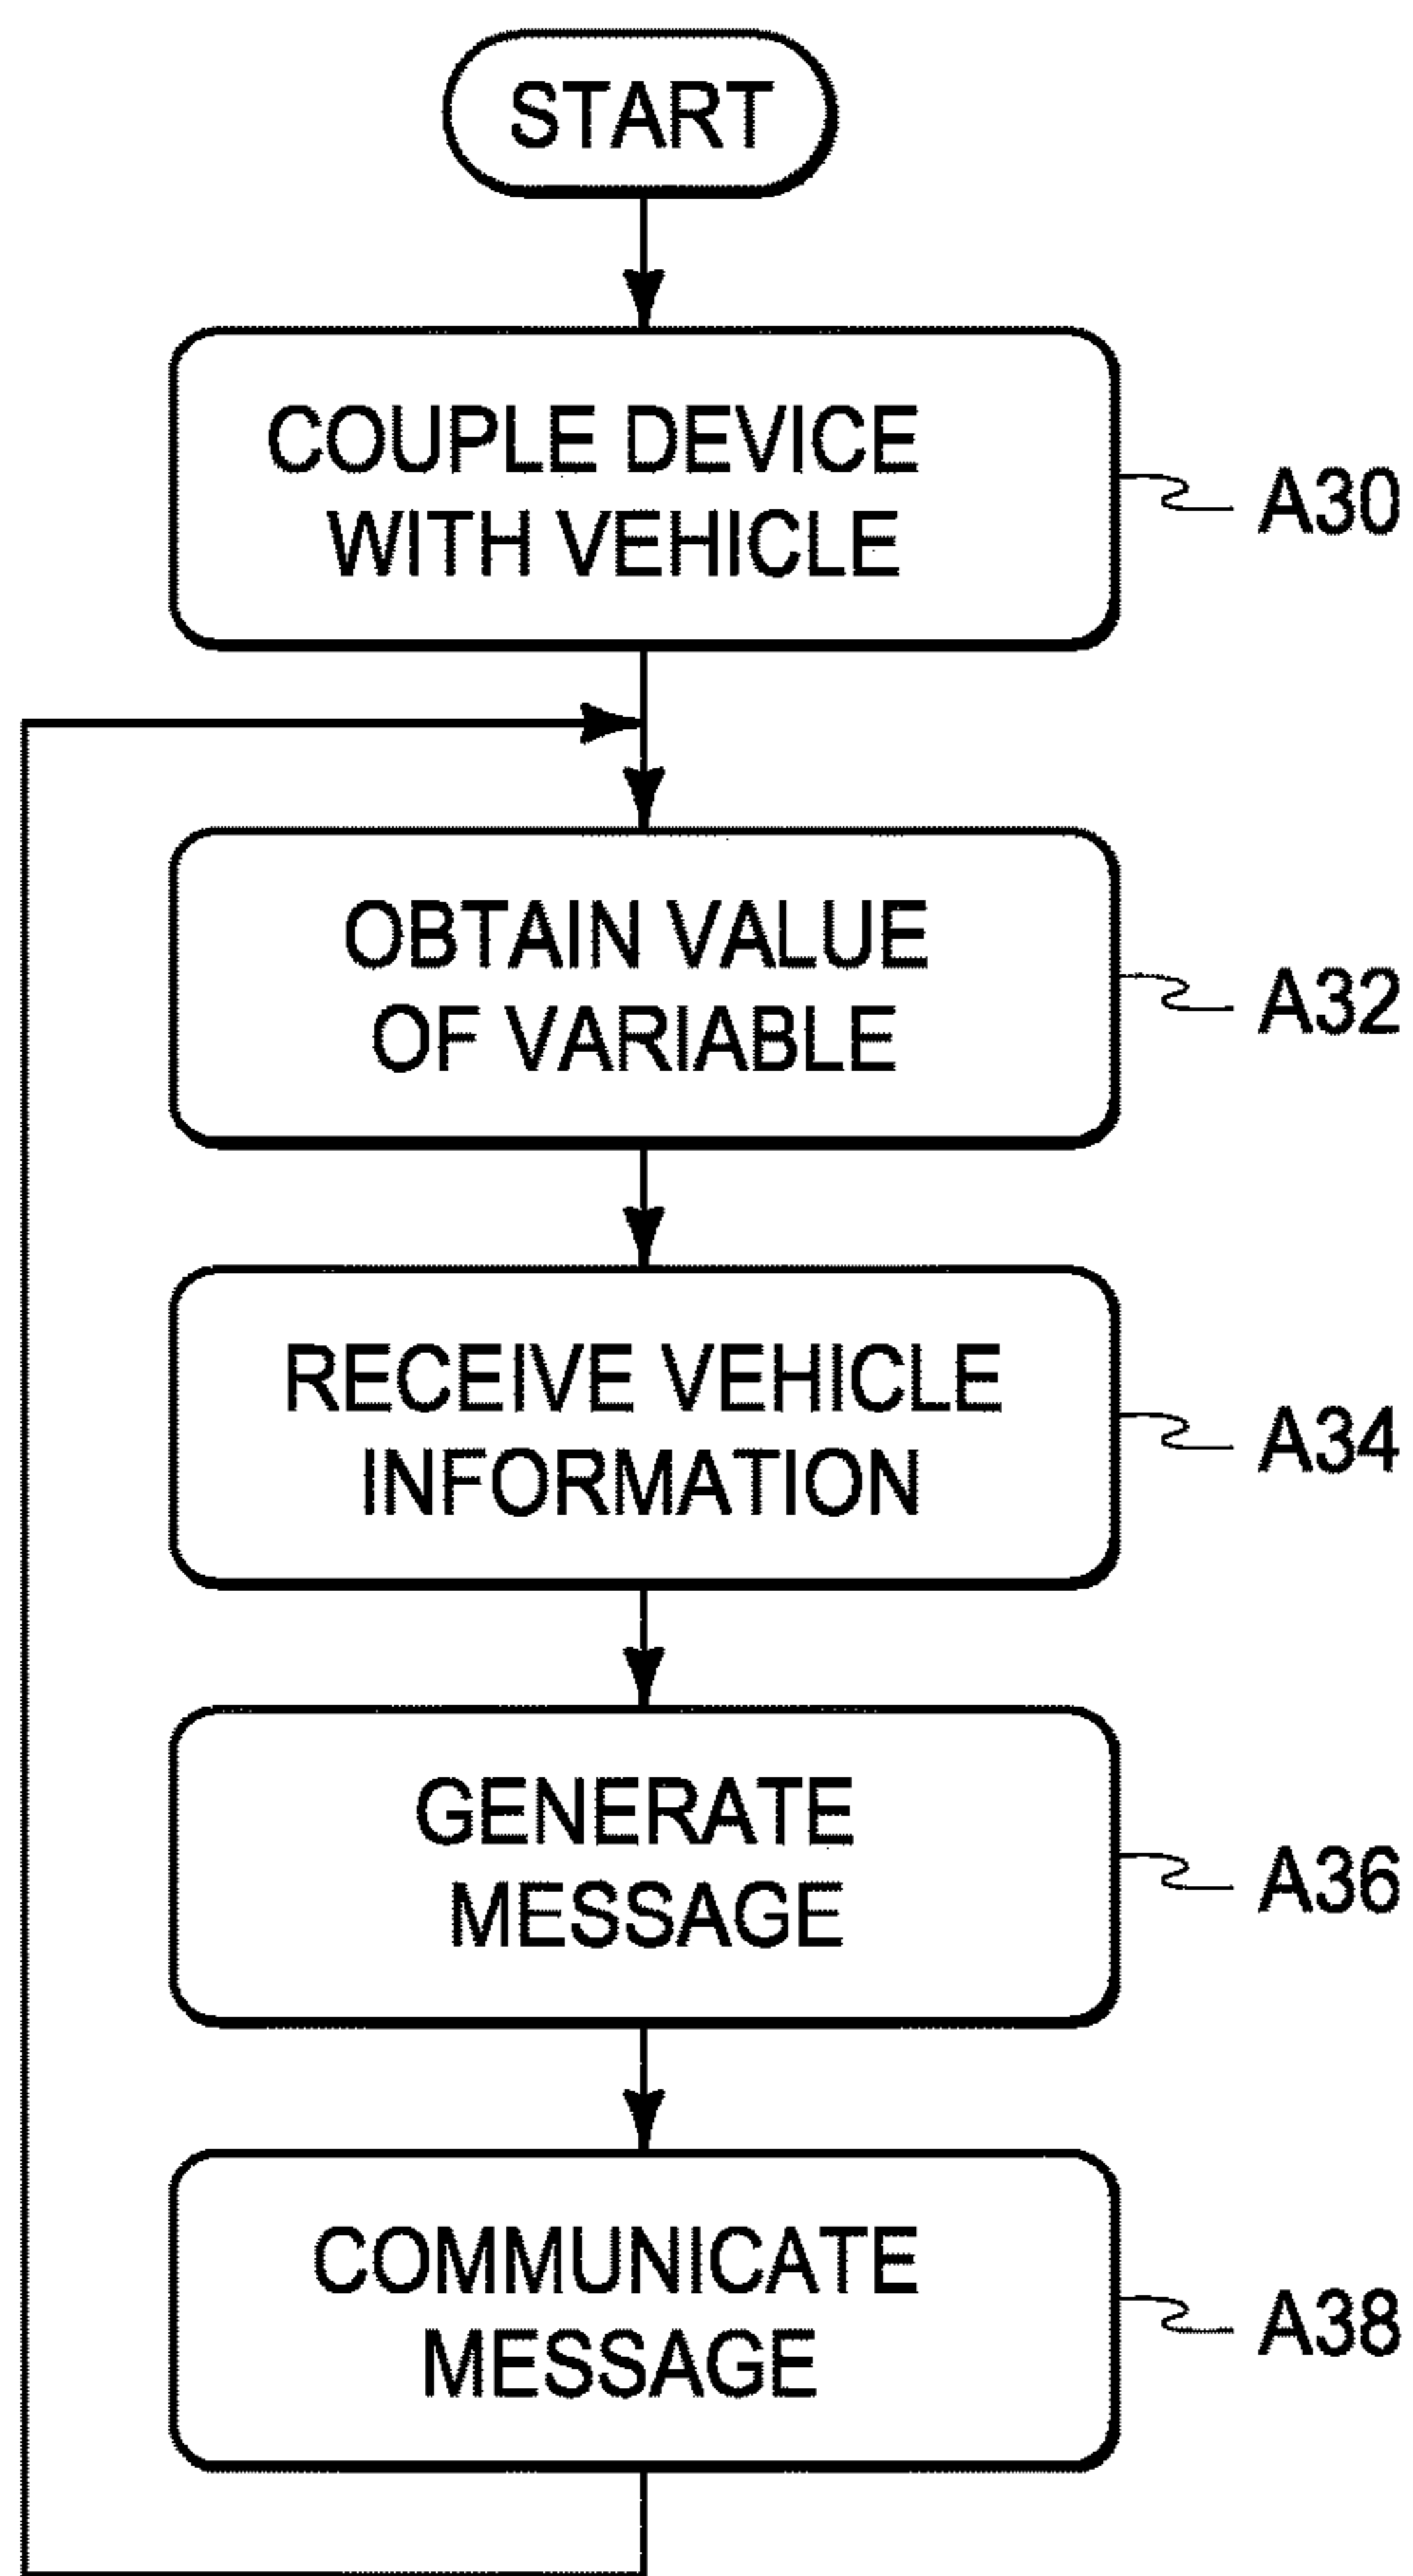 START
COUPLE DEVICE
WITH VEHICLE
A30
OBTAIN VALUE
OF VARIABLE
A32
RECEIVE VEHICLE
INFORMATION
A34
GENERATE
MESSAGE
A36
COMMUNICATE
MESSAGE
A38